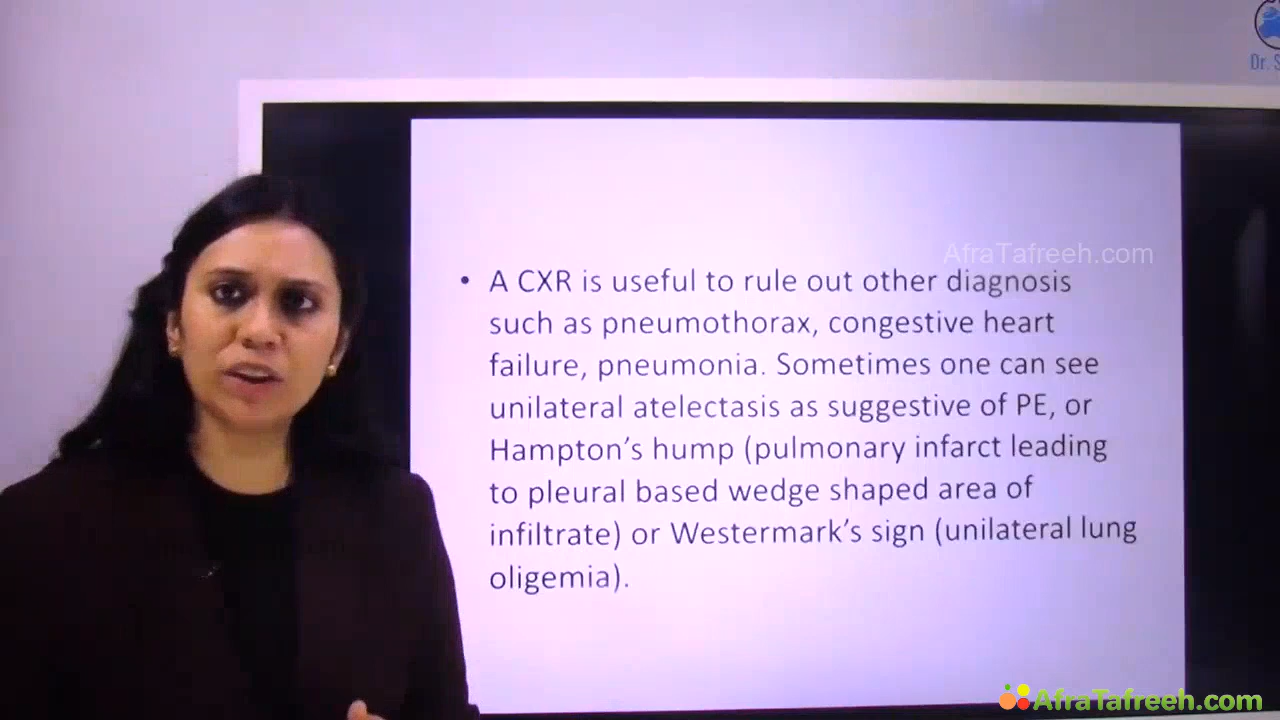 Dr. S
AfraTafreeh.com
• A CXR is useful to rule out other diagnosis
such as pneumothorax, congestive heart
failure, pneumonia. Sometimes one can see
unilateral atelectasis as suggestive of PE, or
Hampton’s hump (pulmonary infarct leading
to pleural based wedge shaped area of
infiltrate) or Westermark’s sign (unilateral lung
oligemia).
AfraTafreeh.com